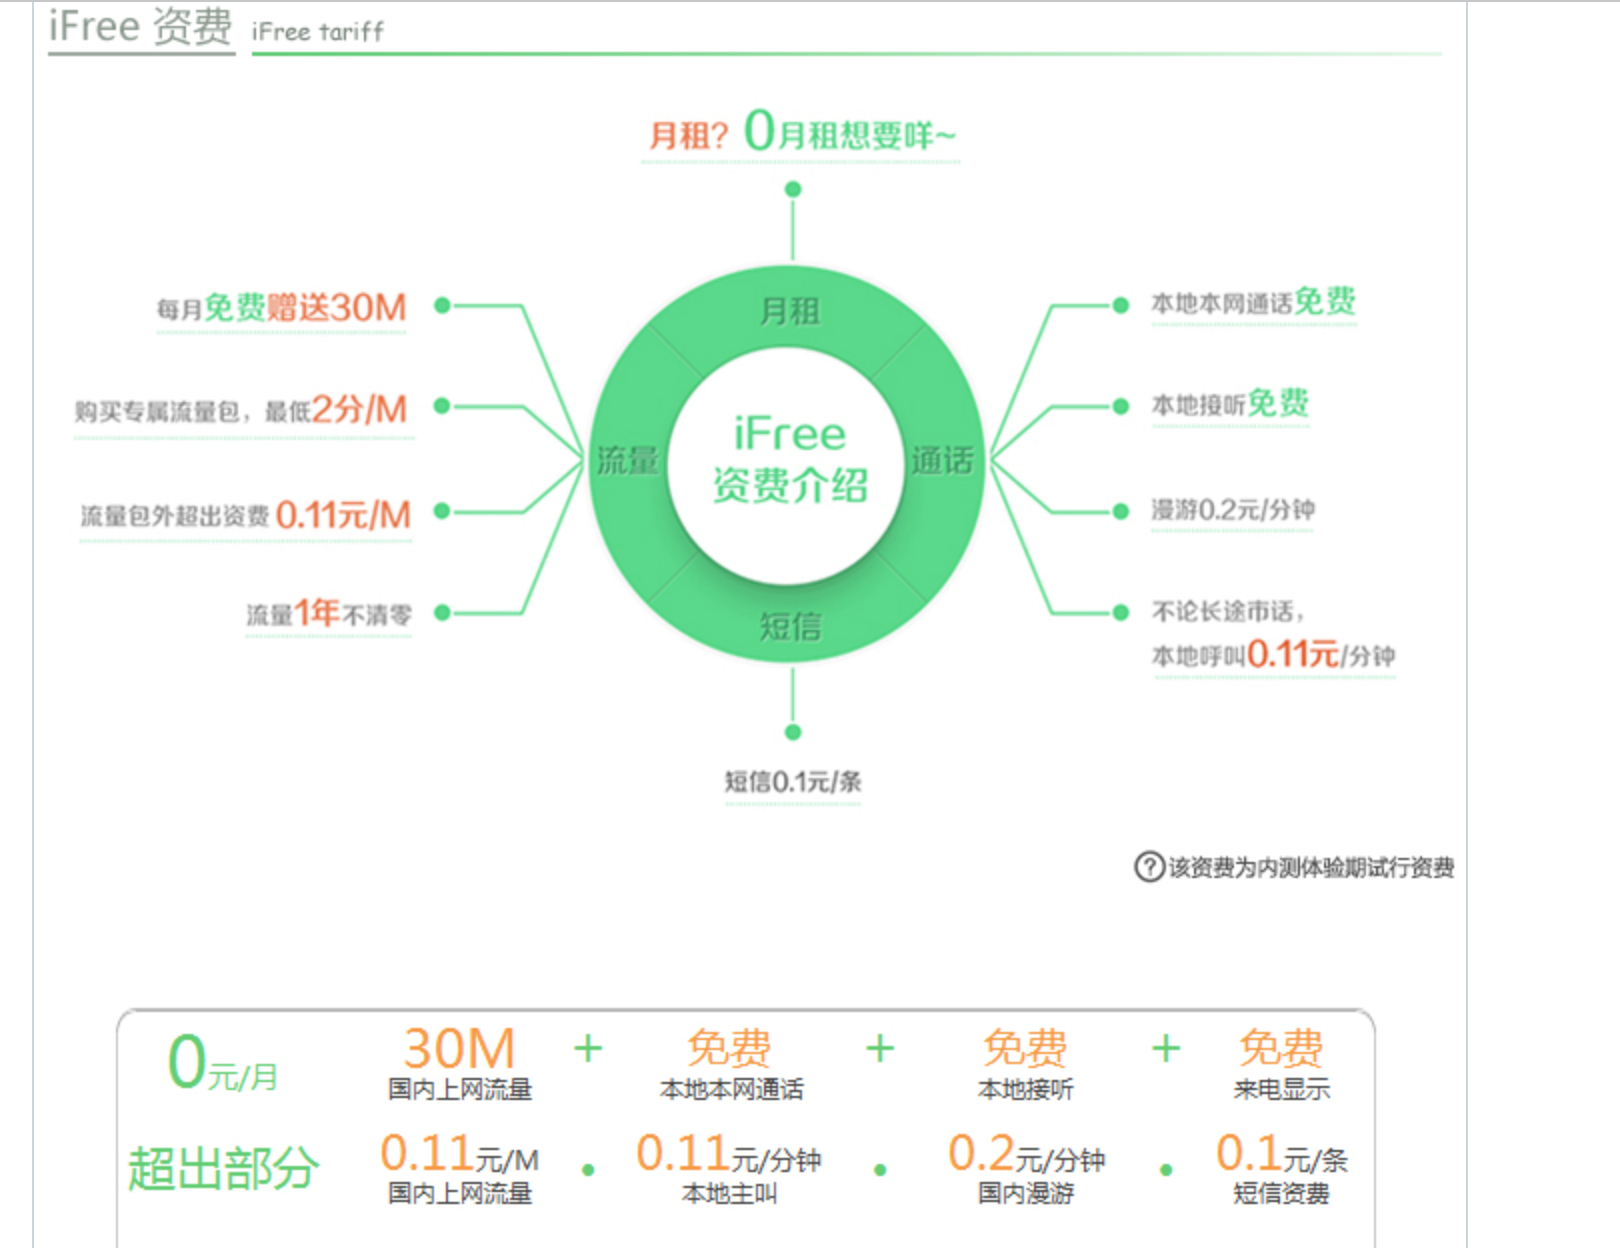 iFree 资费 iFree tariff
月租? 0月租想要咩~
每月免费赠送30M
购买专属流量包，最低2分/M
流量包外超出资费 0.11元/M
流量1年不清零
月租
流量
iFree
资费介绍
通话
短信
本地本网通话免费
本地接听免费
漫游0.2元/分钟
不论长途市话，
本地呼叫0.11元/分钟
短信0.1元/条
?该资费为内测体验期试行资费
0元/月 30M + 免费 + 免费 + 免费
国内上网流量 本地本网通话 本地接听 来电显示
超出部分 0.11元/M • 0.11元/分钟 • 0.2元/分钟 • 0.1元/条
国内上网流量 本地主叫 国内漫游 短信资费